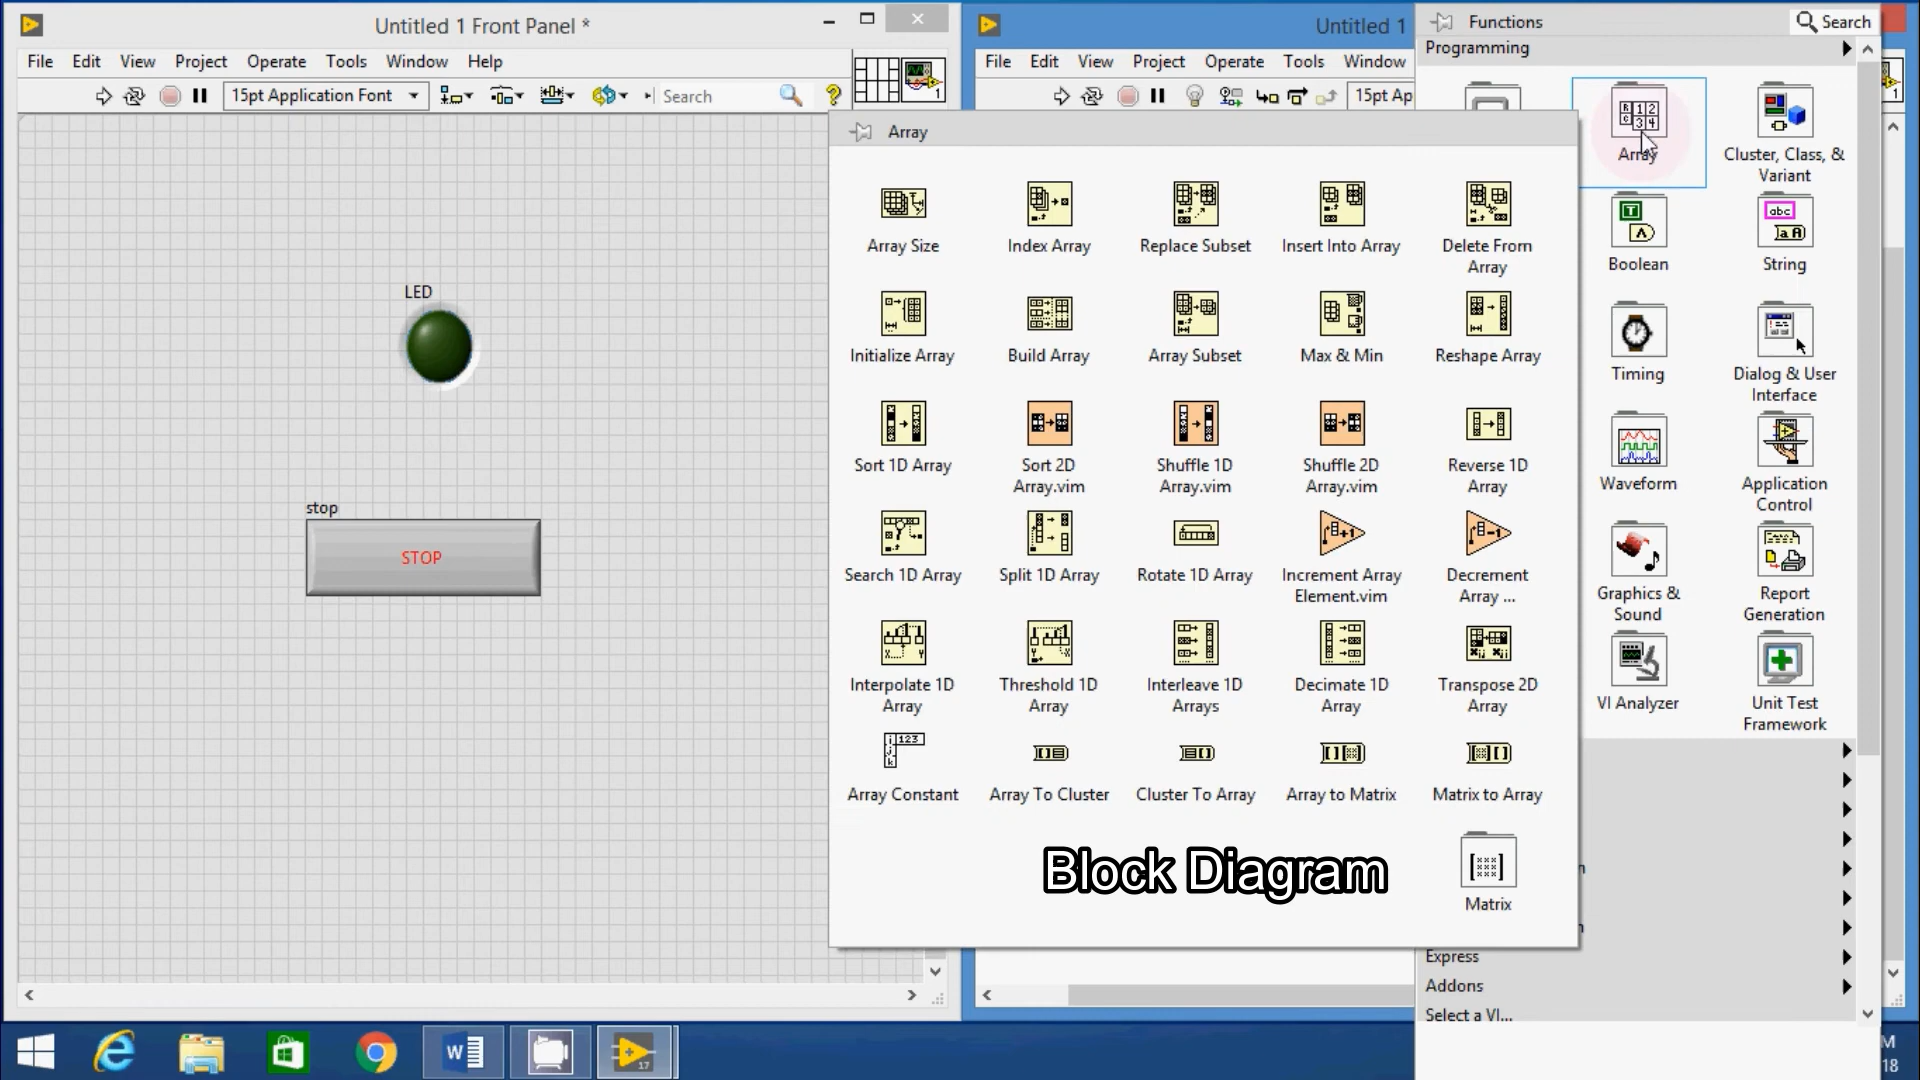 Untitled 1 Front Panel *
File Edit View Project Operate Tools Window Help
15pt Application Font
Search
1
LED
stop
STOP
Untitled 1
File Edit View Project Operate Tools Window
15pt Ap
Functions
Search
Programming
Array
Cluster, Class, & Variant
Boolean
String
Timing
Dialog & User Interface
Waveform
Application Control
Graphics & Sound
Report Generation
VI Analyzer
Unit Test Framework
Express
Addons
Select a VI...
Array
Array Size
Index Array
Replace Subset
Insert Into Array
Delete From Array
Initialize Array
Build Array
Array Subset
Max & Min
Reshape Array
Sort 1D Array
Sort 2D Array.vim
Shuffle 1D Array.vim
Shuffle 2D Array.vim
Reverse 1D Array
Search 1D Array
Split 1D Array
Rotate 1D Array
Increment Array Element.vim
Decrement Array ...
Interpolate 1D Array
Threshold 1D Array
Interleave 1D Arrays
Decimate 1D Array
Transpose 2D Array
Array Constant
Array To Cluster
Cluster To Array
Array to Matrix
Matrix to Array
Block Diagram
Matrix